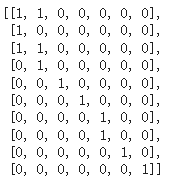 [[1, 1, 0, 0, 0, 0, 0],
[1, 0, 0, 0, 0, 0, 0],
[1, 1, 0, 0, 0, 0, 0],
[0, 1, 0, 0, 0, 0, 0],
[0, 0, 1, 0, 0, 0, 0],
[0, 0, 0, 1, 0, 0, 0],
[0, 0, 0, 0, 1, 0, 0],
[0, 0, 0, 0, 1, 0, 0],
[0, 0, 0, 0, 0, 1, 0],
[0, 0, 0, 0, 0, 0, 1]]